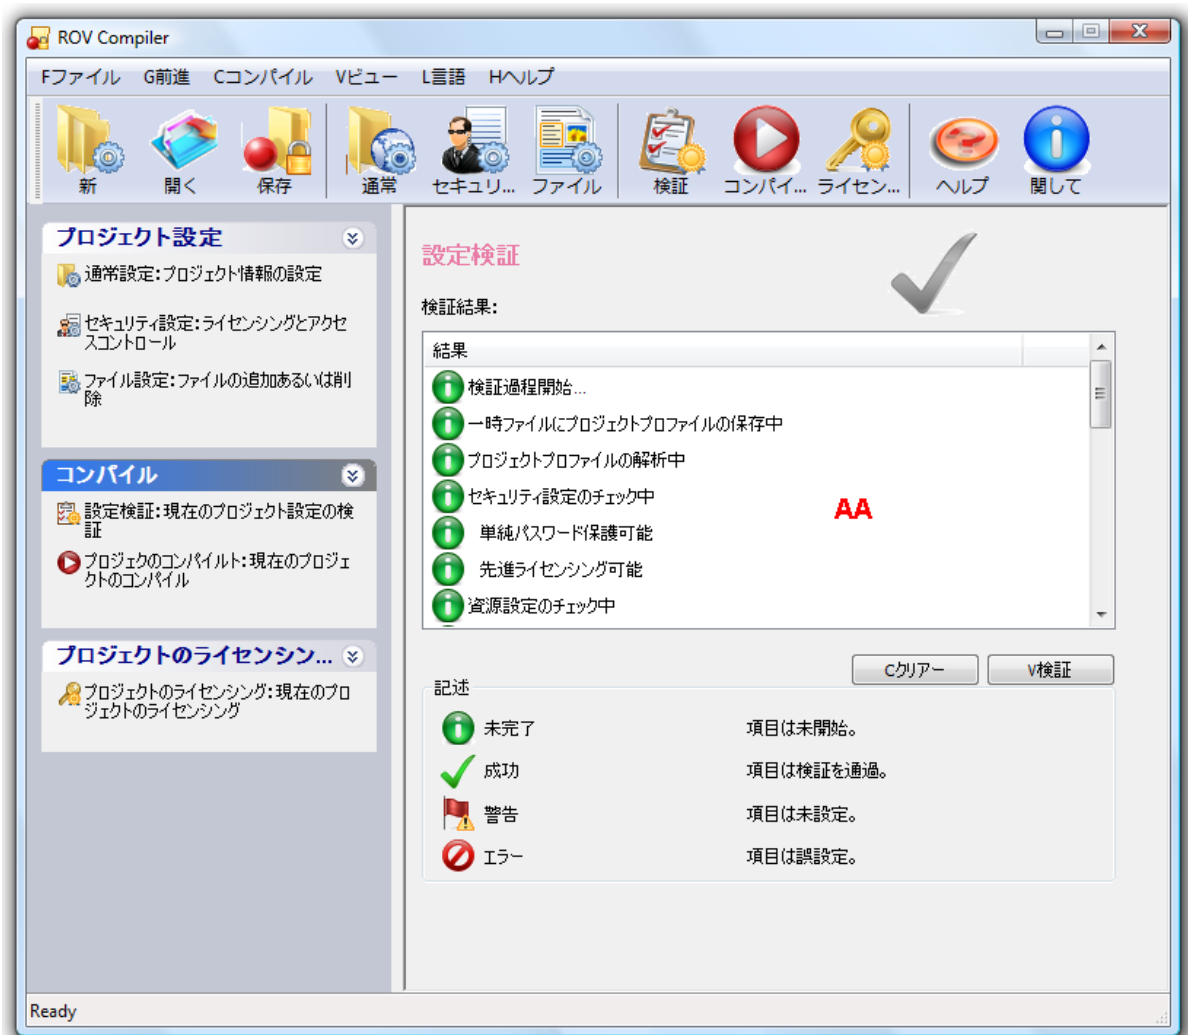 ROV Compiler
Fファイル G前進 Cコンパイル Vビュー L言語 Hヘルプ
新 開く 保存 通常 セキュリ... ファイル 検証 コンパイ... ライセン... ヘルプ 関して
プロジェクト設定
通常設定:プロジェクト情報の設定
セキュリティ設定:ライセンシングとアクセ
スコントロール
ファイル設定:ファイルの追加あるいは削
除
コンパイル
設定検証:現在のプロジェクト設定の検
証
プロジェクのコンパイルト:現在のプロジェ
クトのコンパイル
プロジェクトのライセンシン...
プロジェクトのライセンシング:現在のプロ
ジェクトのライセンシング
設定検証
検証結果:
結果
検証過程開始...
一時ファイルにプロジェクトプロファイルの保存中
プロジェクトプロファイルの解析中
セキュリティ設定のチェック中
AA
単純パスワード保護可能
先進ライセンシング可能
資源設定のチェック中
Cクリアー V検証
記述
未完了 項目は未開始。
成功 項目は検証を通過。
警告 項目は未設定。
エラー 項目は誤設定。
Ready